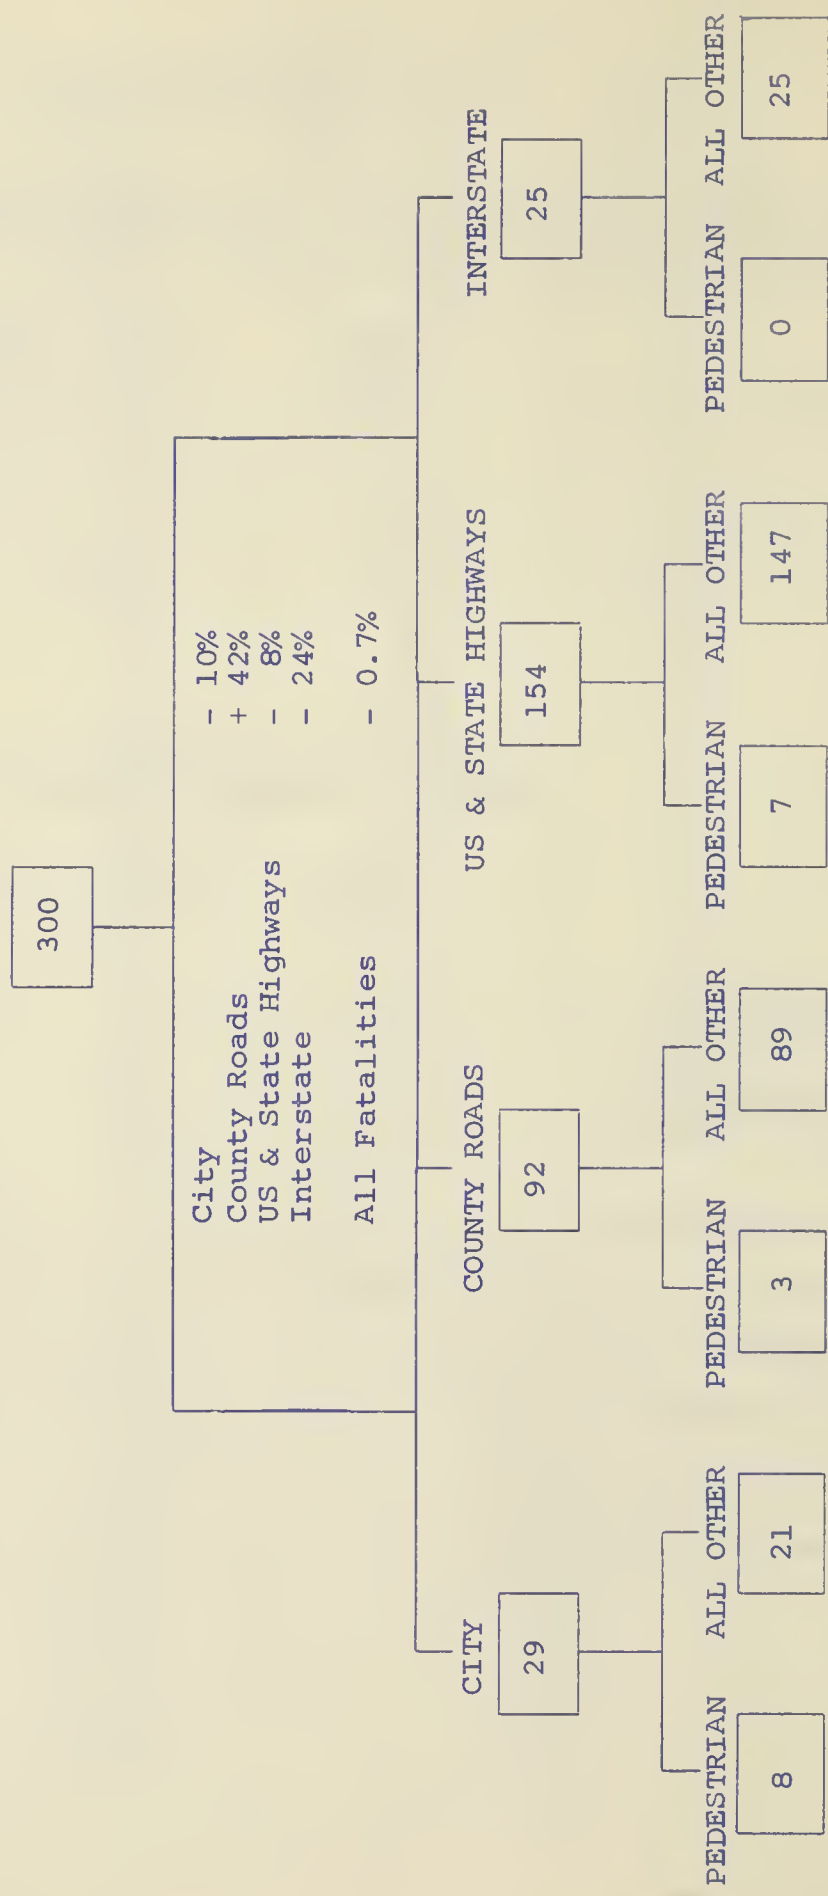 300
City - 10%
County Roads + 42%
US & State Highways - 8%
Interstate - 24%
All Fatalities - 0.7%
CITY COUNTY ROADS US & STATE HIGHWAYS INTERSTATE
29 92 154 25
PEDESTRIAN ALL OTHER PEDESTRIAN ALL OTHER PEDESTRIAN ALL OTHER PEDESTRIAN ALL OTHER
8 21 3 89 7 147 0 25